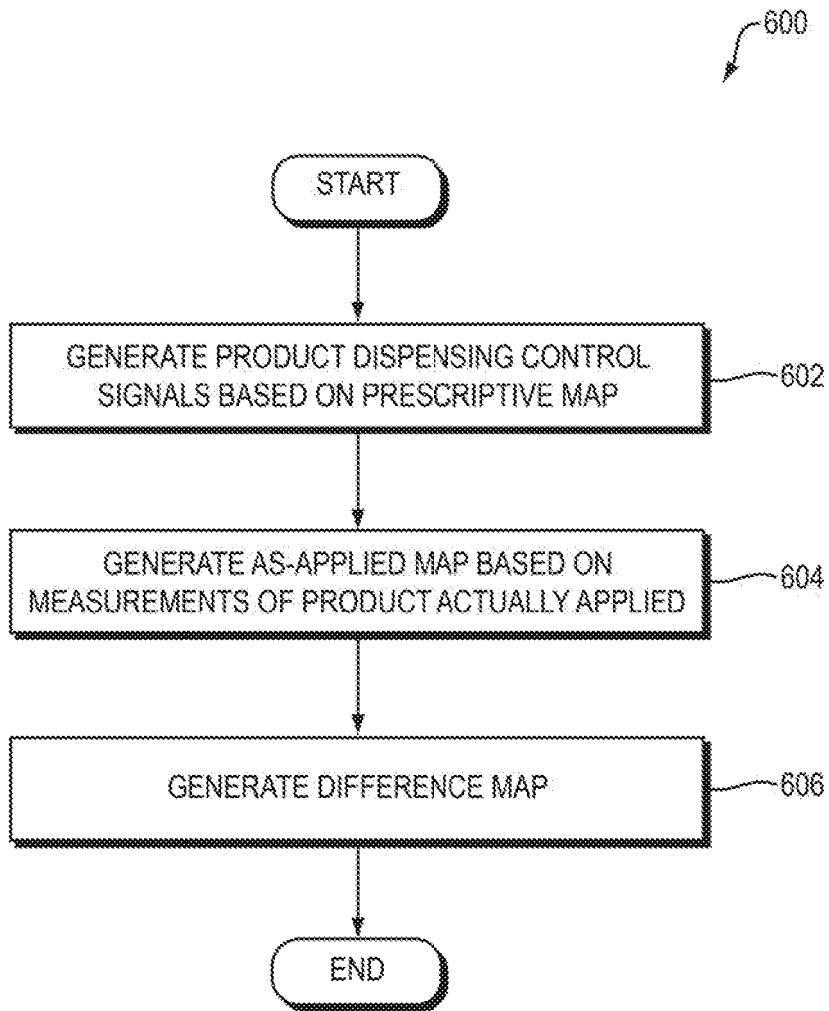 600
START
GENERATE PRODUCT DISPENSING CONTROL
SIGNALS BASED ON PRESCRIPTIVE MAP
602
GENERATE AS-APPLIED MAP BASED ON
MEASUREMENTS OF PRODUCT ACTUALLY APPLIED
604
GENERATE DIFFERENCE MAP
606
END